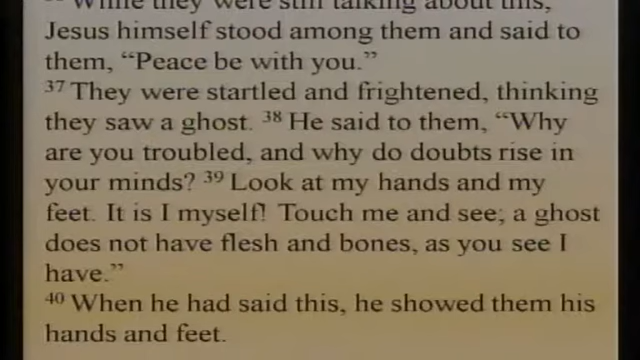 36 While they were still talking about this,
Jesus himself stood among them and said to
them, “Peace be with you.”
37 They were startled and frightened, thinking
they saw a ghost. 38 He said to them, “Why
are you troubled, and why do doubts rise in
your minds? 39 Look at my hands and my
feet. It is I myself! Touch me and see; a ghost
does not have flesh and bones, as you see I
have.”
40 When he had said this, he showed them his
hands and feet.